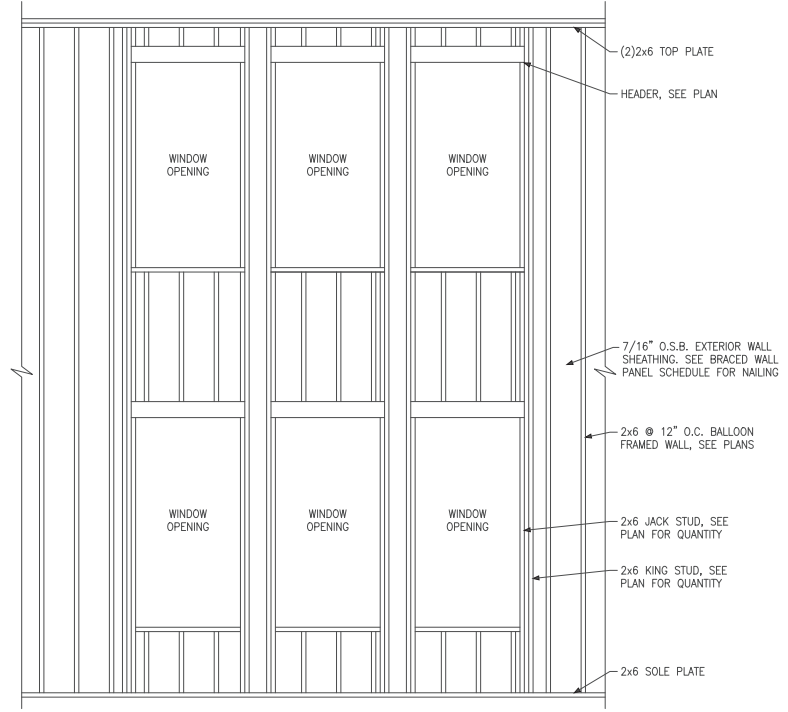 (2)2x6 TOP PLATE
HEADER, SEE PLAN
WINDOW
OPENING
WINDOW
OPENING
WINDOW
OPENING
7/16" O.S.B. EXTERIOR WALL
SHEATHING. SEE BRACED WALL
PANEL SCHEDULE FOR NAILING
2x6 @ 12" O.C. BALLOON
FRAMED WALL, SEE PLANS
WINDOW
OPENING
WINDOW
OPENING
WINDOW
OPENING
2x6 JACK STUD, SEE
PLAN FOR QUANTITY
2x6 KING STUD, SEE
PLAN FOR QUANTITY
2x6 SOLE PLATE